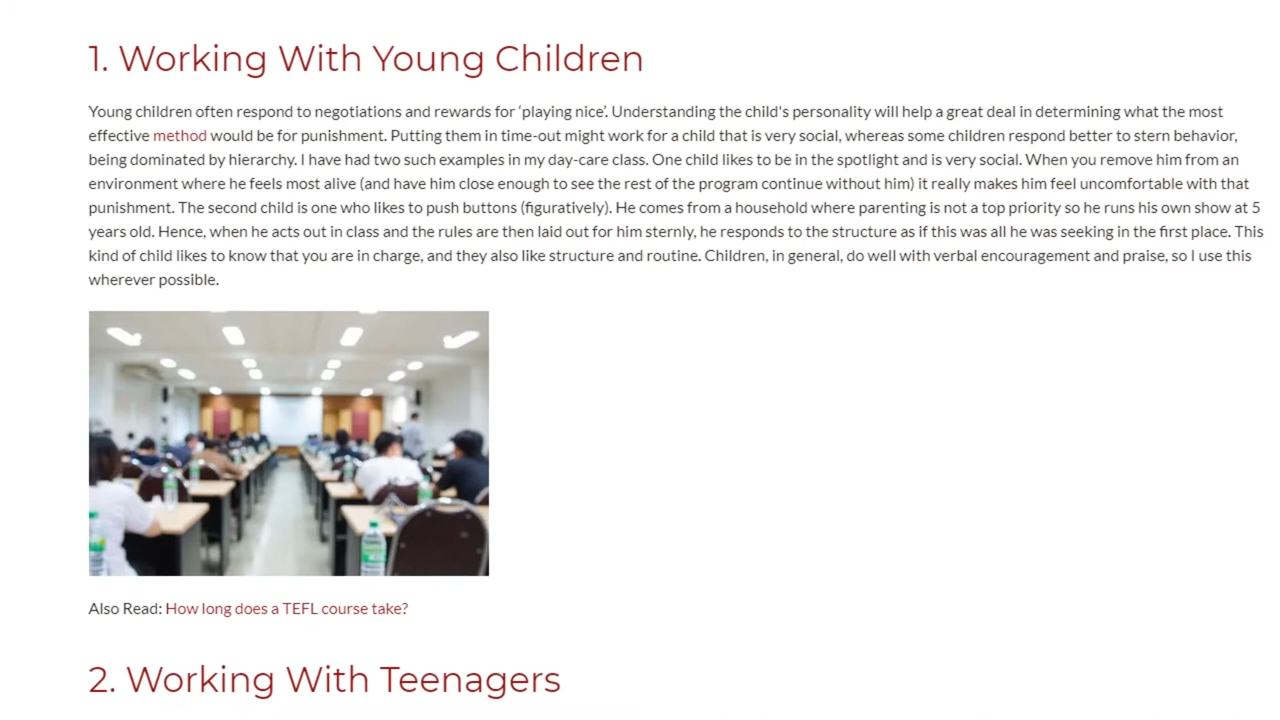 1. Working With Young Children
Young children often respond to negotiations and rewards for ‘playing nice’. Understanding the child's personality will help a great deal in determining what the most
effective method would be for punishment. Putting them in time-out might work for a child that is very social, whereas some children respond better to stern behavior,
being dominated by hierarchy. I have had two such examples in my day-care class. One child likes to be in the spotlight and is very social. When you remove him from an
environment where he feels most alive (and have him close enough to see the rest of the program continue without him) it really makes him feel uncomfortable with that
punishment. The second child is one who likes to push buttons (figuratively). He comes from a household where parenting is not a top priority so he runs his own show at 5
years old. Hence, when he acts out in class and the rules are then laid out for him sternly, he responds to the structure as if this was all he was seeking in the first place. This
kind of child likes to know that you are in charge, and they also like structure and routine. Children, in general, do well with verbal encouragement and praise, so I use this
wherever possible.
Also Read: How long does a TEFL course take?
2. Working With Teenagers